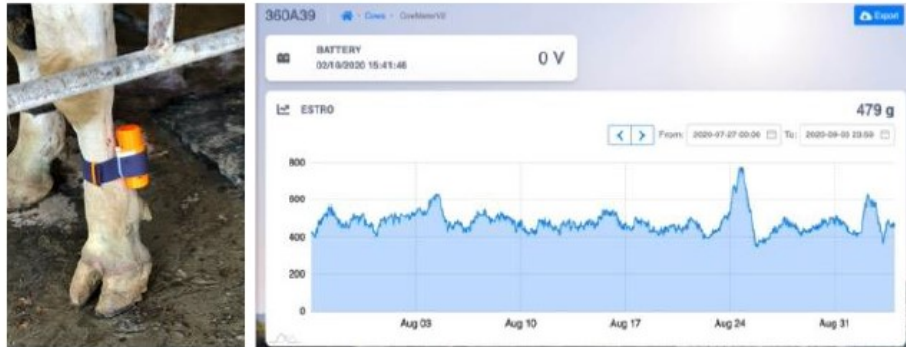 360A39 Cows CowMeterV2 Export
BATTERY
02/10/2020 15:41:46
0 V
ESTRO
479 g
From: 2020-07-27 00:00 To: 2020-09-03 23:59
800
600
400
200
0
Aug 03 Aug 10 Aug 17 Aug 24 Aug 31